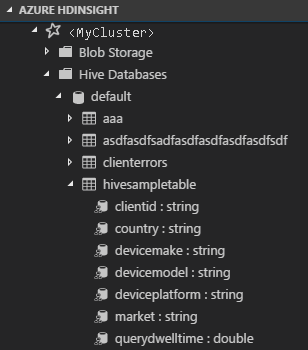 AZURE HDINSIGHT
<MyCluster>
Blob Storage
Hive Databases
default
aaa
asdfasdfsadfasdfasdfasdfasdfsdf
clienterrors
hivesampletable
clientid : string
country : string
devicemake : string
devicemodel : string
deviceplatform : string
market : string
querydwelltime : double